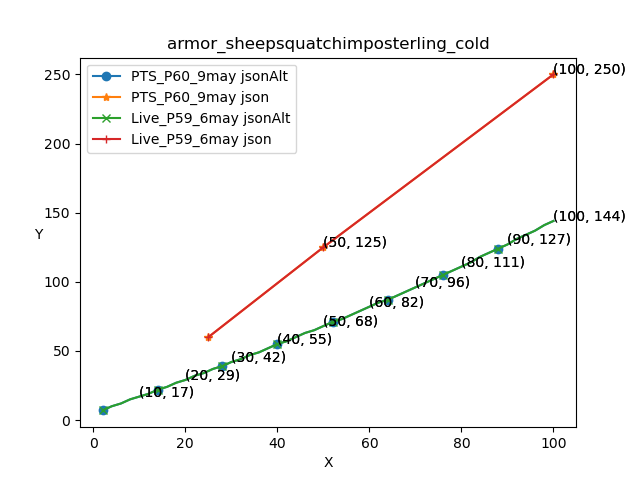 armor_sheepsquatchimposterling_cold
PTS_P60_9may jsonAlt
PTS_P60_9may json
Live_P59_6may jsonAlt
Live_P59_6may json
(100, 250)
(50, 125)
(100, 144)
(90, 127)
(80, 111)
(70, 96)
(60, 82)
(50, 68)
(40, 55)
(30, 42)
(20, 29)
(10, 17)
250
200
150
100
50
0
Y
0 20 40 60 80 100
X